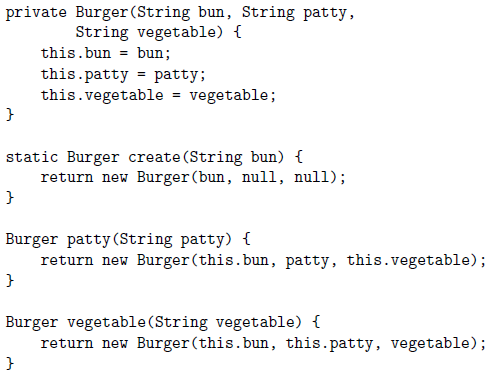 private Burger(String bun, String patty,
        String vegetable) {
    this.bun = bun;
    this.patty = patty;
    this.vegetable = vegetable;
}

static Burger create(String bun) {
    return new Burger(bun, null, null);
}

Burger patty(String patty) {
    return new Burger(this.bun, patty, this.vegetable);
}

Burger vegetable(String vegetable) {
    return new Burger(this.bun, this.patty, vegetable);
}